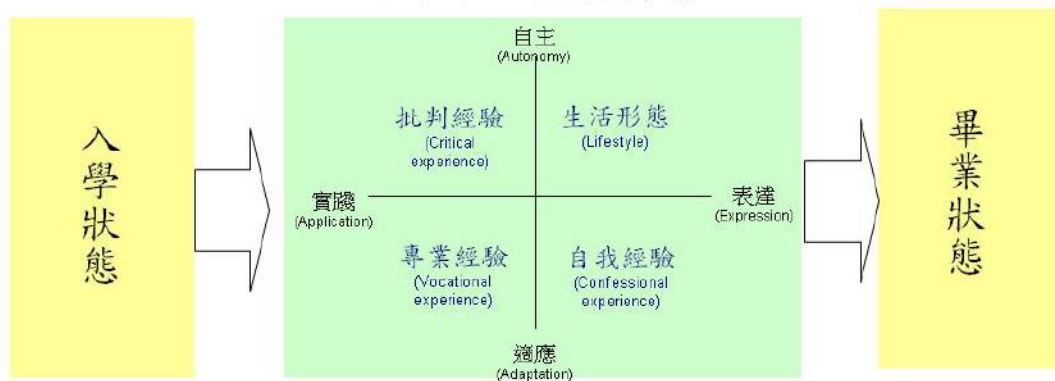 入學狀態
自主
(Autonomy)
批判經驗
(Critical
experience)
生活形態
(Lifestyle)
實踐
(Application)
表達
(Expression)
專業經驗
(Vocational
experience)
自我經驗
(Confessional
experience)
適應
(Adaptation)
畢業狀態